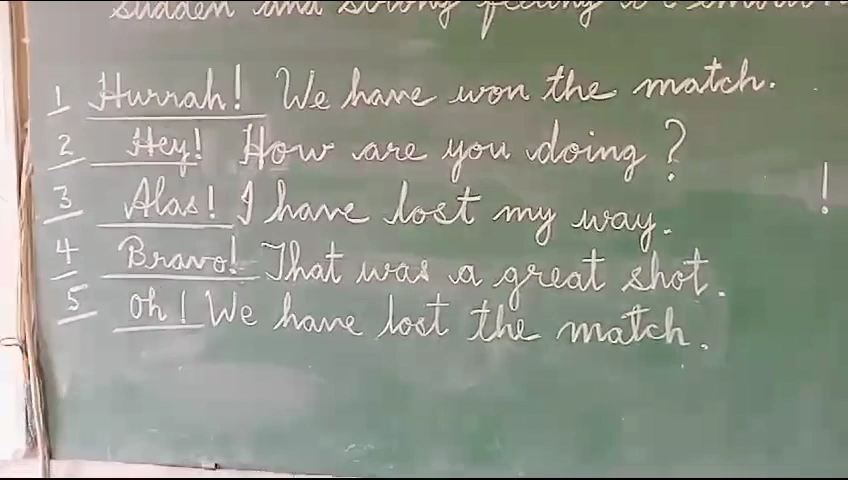 sudden and strong feeling
1 Hurrah! We have won the match.
2 Hey! How are you doing?
3 Alas! I have lost my way.
!
4 Bravo! That was a great shot.
5 Oh! We have lost the match.